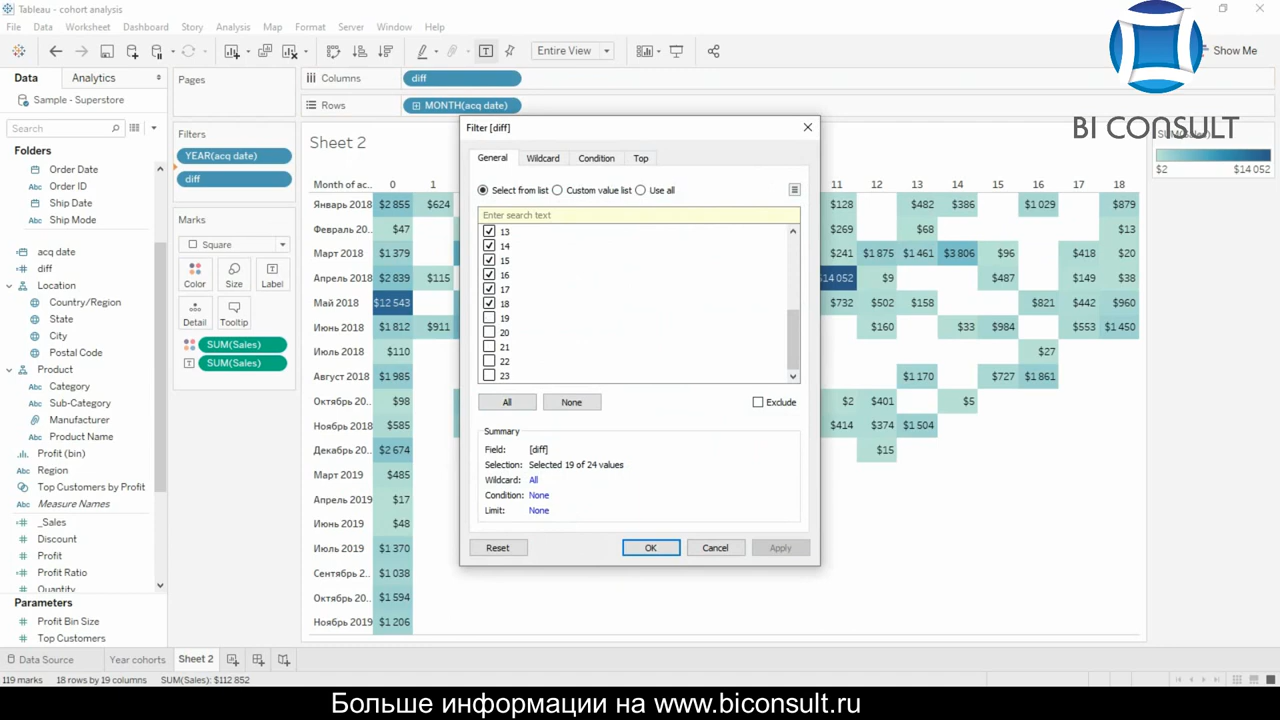 Tableau - cohort analysis
File Data Worksheet Dashboard Story Analysis Map Format Server Window Help
Entire View
Show Me
BI CONSULT
Data Analytics
Sample - Superstore
Search
Folders
Order Date
Order ID
Ship Date
Ship Mode
acq date
diff
Location
Country/Region
State
City
Postal Code
Product
Category
Sub-Category
Manufacturer
Product Name
Profit (bin)
Region
Top Customers by Profit
Measure Names
_Sales
Discount
Profit
Profit Ratio
Quantity
Parameters
Profit Bin Size
Top Customers
Pages
Filters
YEAR(acq date)
diff
Marks
Square
Color Size Label
Detail Tooltip
SUM(Sales)
SUM(Sales)
Columns diff
Rows MONTH(acq date)
Sheet 2
Month of ac.. 0 1 11 12 13 14 15 16 17 18
Январь 2018 $2 855 $624 $128 $482 $386 $1 029 $879
Февраль 20.. $47 $269 $68 $13
Март 2018 $1 379 $241 $1 875 $1 461 $3 806 $96 $418 $20
Апрель 2018 $2 839 $115 $14 052 $9 $487 $149 $38
Май 2018 $12 543 $732 $502 $158 $821 $442 $960
Июнь 2018 $1 812 $911 $160 $33 $984 $553 $1 450
Июль 2018 $110 $27
Август 2018 $1 985 $1 170 $727 $1 861
Октябрь 20.. $98 $2 $401 $5
Ноябрь 2018 $585 $414 $374 $1 504
Декабрь 20.. $2 674 $15
Март 2019 $485
Апрель 2019 $17
Июнь 2019 $48
Июль 2019 $1 370
Сентябрь 2.. $1 038
Октябрь 20.. $1 594
Ноябрь 2019 $1 206
Filter [diff]
General Wildcard Condition Top
Select from list Custom value list Use all
Enter search text
13
14
15
16
17
18
19
20
21
22
23
All None Exclude
Summary
Field: [diff]
Selection: Selected 19 of 24 values
Wildcard: All
Condition: None
Limit: None
Reset OK Cancel Apply
$2 $14 052
Data Source Year cohorts Sheet 2
119 marks 18 rows by 19 columns SUM(Sales): $112 852
Больше информации на www.biconsult.ru